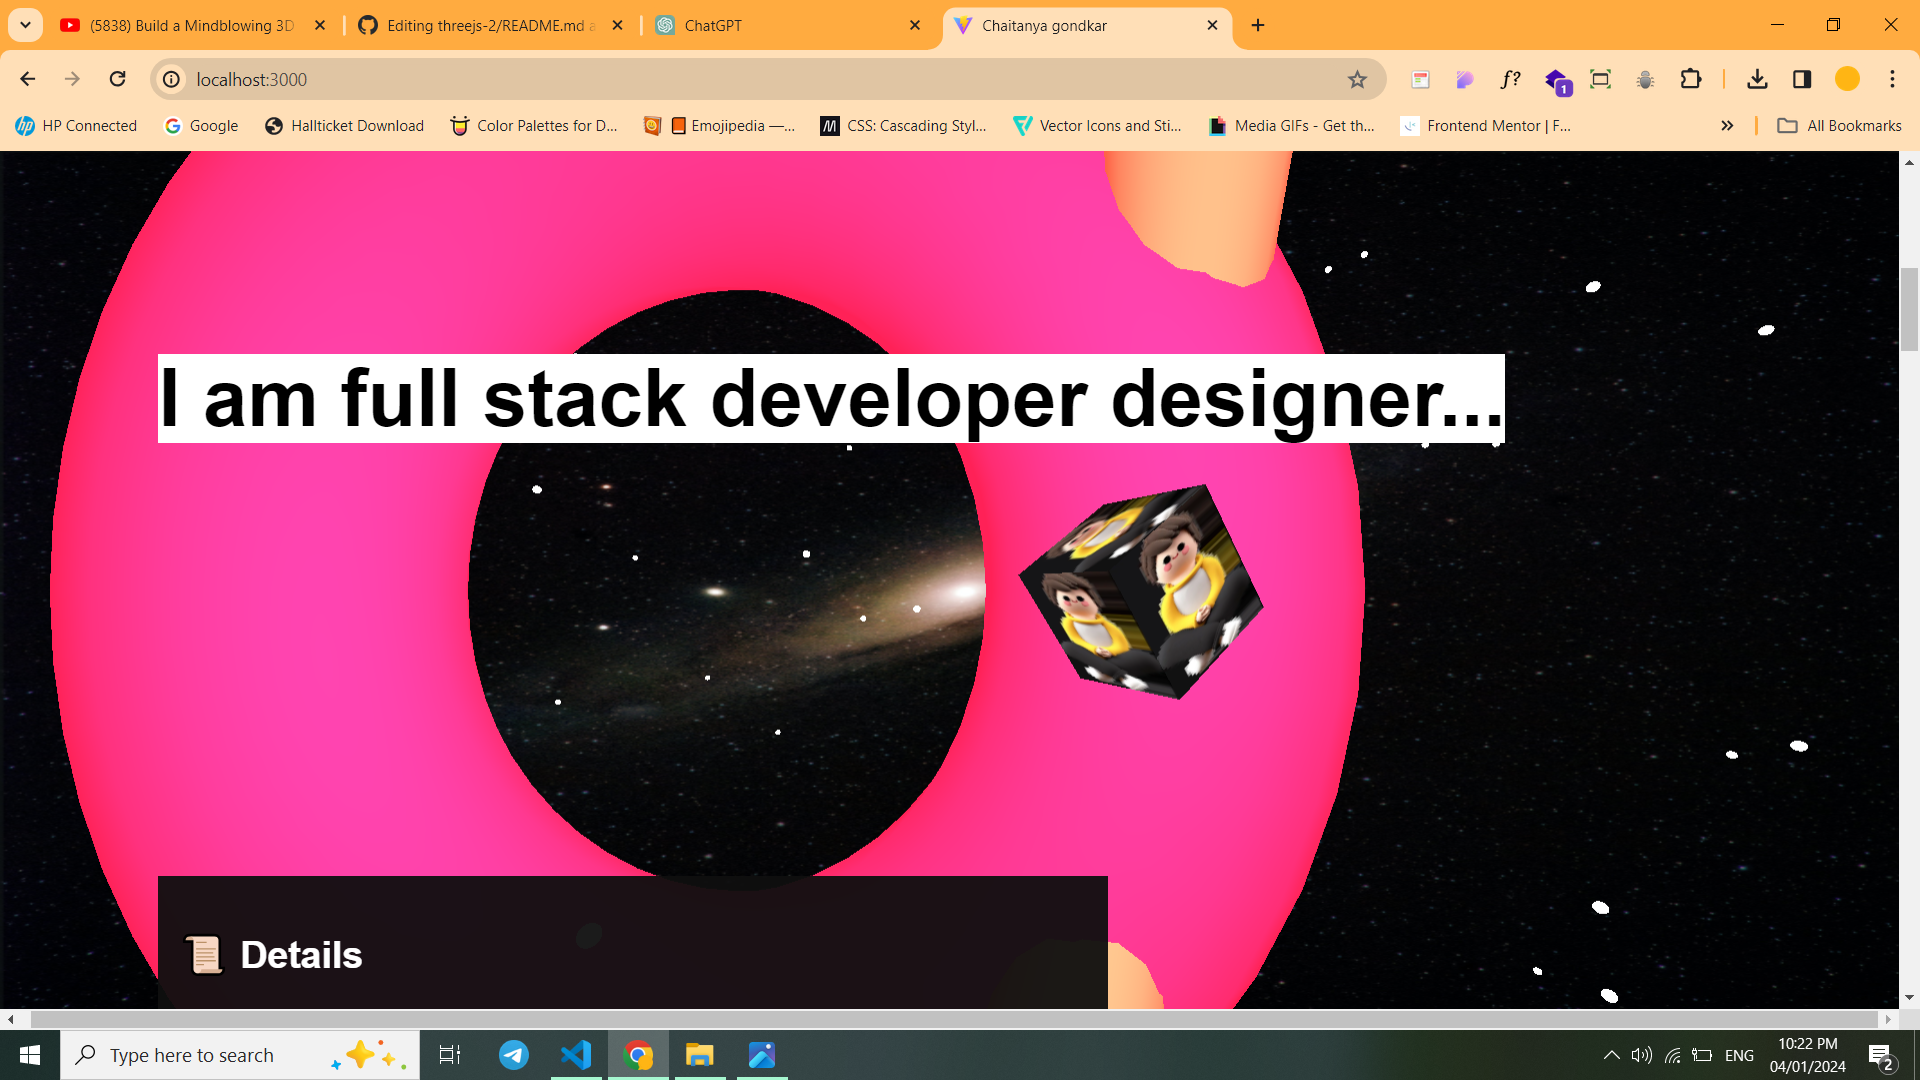 (5838) Build a Mindblowing 3D
Editing threejs-2/README.md a
ChatGPT
Chaitanya gondkar
localhost:3000
f?
1
HP Connected
Google
Hallticket Download
Color Palettes for D...
Emojipedia —...
M
CSS: Cascading Styl...
Vector Icons and Sti...
Media GIFs - Get th...
Frontend Mentor | F...
All Bookmarks
I am full stack developer designer...
Details
Type here to search
ENG
10:22 PM
04/01/2024
2